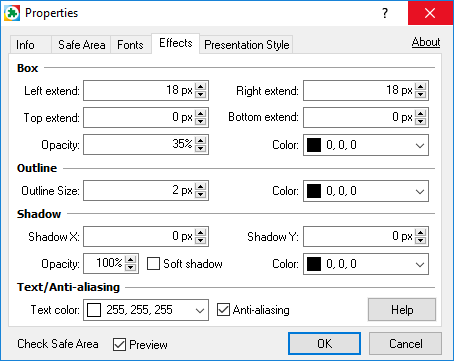 Properties
Info Safe Area Fonts Effects Presentation Style About
Box
Left extend: 18 px Right extend: 18 px
Top extend: 0 px Bottom extend: 0 px
Opacity: 35% Color: 0, 0, 0
Outline
Outline Size: 2 px Color: 0, 0, 0
Shadow
Shadow X: 0 px Shadow Y: 0 px
Opacity: 100% Soft shadow Color: 0, 0, 0
Text/Anti-aliasing
Text color: 255, 255, 255 Anti-aliasing Help
Check Safe Area Preview OK Cancel